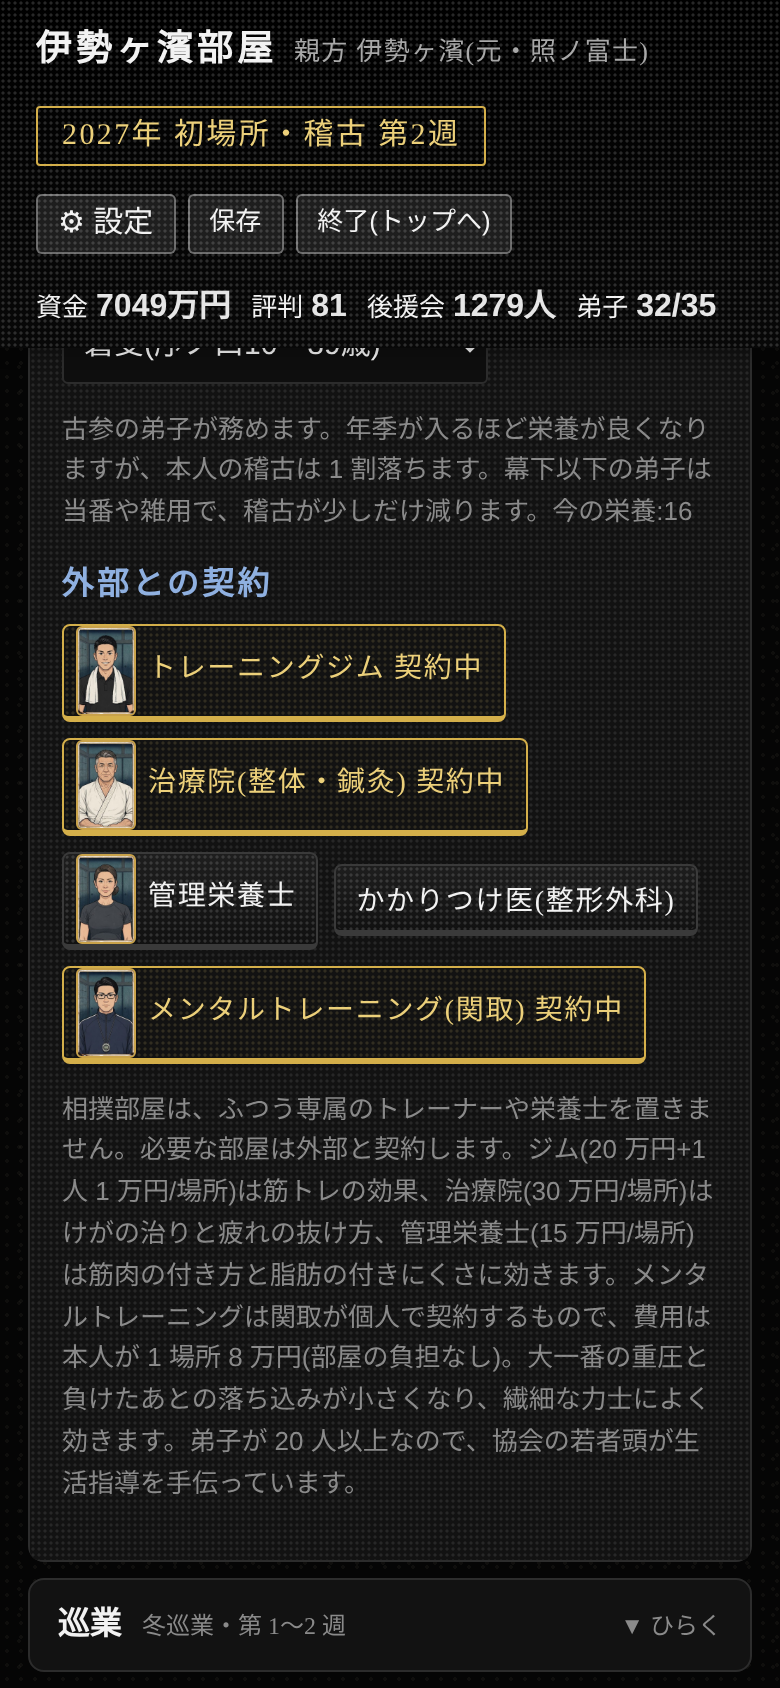 伊勢ヶ濱部屋 親方 伊勢ヶ濱(元・照ノ富士)
2027年 初場所・稽古 第2週
⚙ 設定 保存 終了(トップへ)
資金 7049万円 評判 81 後援会 1279人 弟子 32/35
古参の弟子が務めます。年季が入るほど栄養が良くなり
ますが、本人の稽古は 1 割落ちます。幕下以下の弟子は
当番や雑用で、稽古が少しだけ減ります。今の栄養:16
外部との契約
トレーニングジム 契約中
治療院(整体・鍼灸) 契約中
管理栄養士 かかりつけ医(整形外科)
メンタルトレーニング(関取) 契約中
相撲部屋は、ふつう専属のトレーナーや栄養士を置きま
せん。必要な部屋は外部と契約します。ジム(20 万円+1
人 1 万円/場所)は筋トレの効果、治療院(30 万円/場所)は
けがの治りと疲れの抜け方、管理栄養士(15 万円/場所)
は筋肉の付き方と脂肪の付きにくさに効きます。メンタ
ルトレーニングは関取が個人で契約するもので、費用は
本人が 1 場所 8 万円(部屋の負担なし)。大一番の重圧と
負けたあとの落ち込みが小さくなり、繊細な力士によく
効きます。弟子が 20 人以上なので、協会の若者頭が生
活指導を手伝っています。
巡業 冬巡業・第 1〜2 週 ▼ ひらく